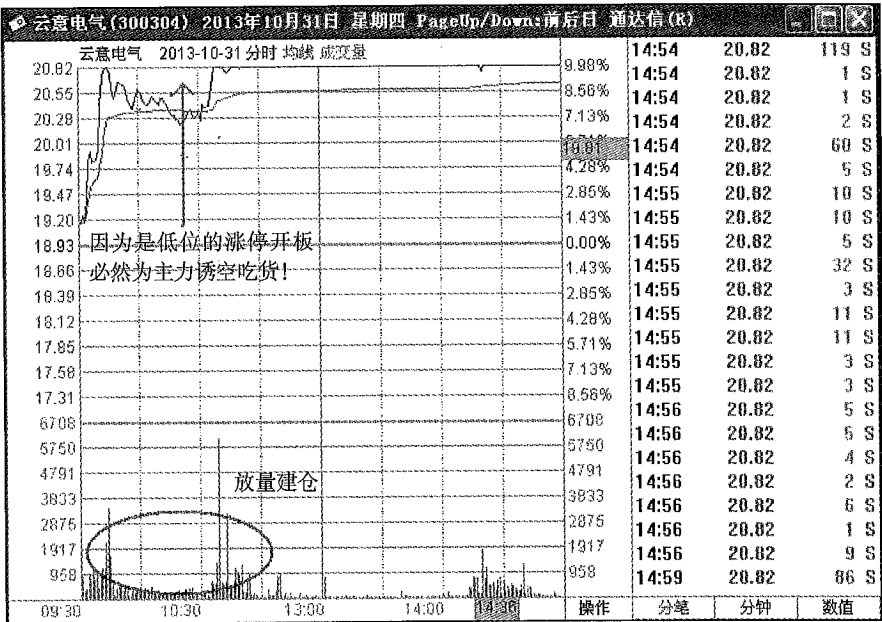 云意电气(300304) 2013年10月31日 星期四 PageUp/Down:前后日 通达信(R)
云意电气 2013-10-31分时 均线 成交量
20.82
20.55
20.28
20.01
19.74
19.47
19.20
18.93
18.66
18.39
18.12
17.85
17.58
17.31
6708
5750
4791
3833
2875
1917
958
因为是低位的涨停开板
必然为主力诱空吃货!
放量建仓
9.98%
8.56%
7.13%
4.28%
2.85%
1.43%
0.00%
1.43%
2.85%
4.28%
5.71%
7.13%
8.56%
6708
5750
4791
3833
2875
1917
958
14:54 20.82 119 S
14:54 20.82 1 S
14:54 20.82 1 S
14:54 20.82 2 S
14:54 20.82 60 S
14:54 20.82 5 S
14:55 20.82 10 S
14:55 20.82 10 S
14:55 20.82 5 S
14:55 20.82 32 S
14:55 20.82 3 S
14:55 20.82 11 S
14:55 20.82 11 S
14:55 20.82 3 S
14:55 20.82 3 S
14:56 20.82 5 S
14:56 20.82 5 S
14:56 20.82 4 S
14:56 20.82 2 S
14:56 20.82 6 S
14:56 20.82 1 S
14:56 20.82 9 S
14:59 20.82 86 S
09:30 10:30 13:00 14:00 14:36 操作 分笔 分钟 数值